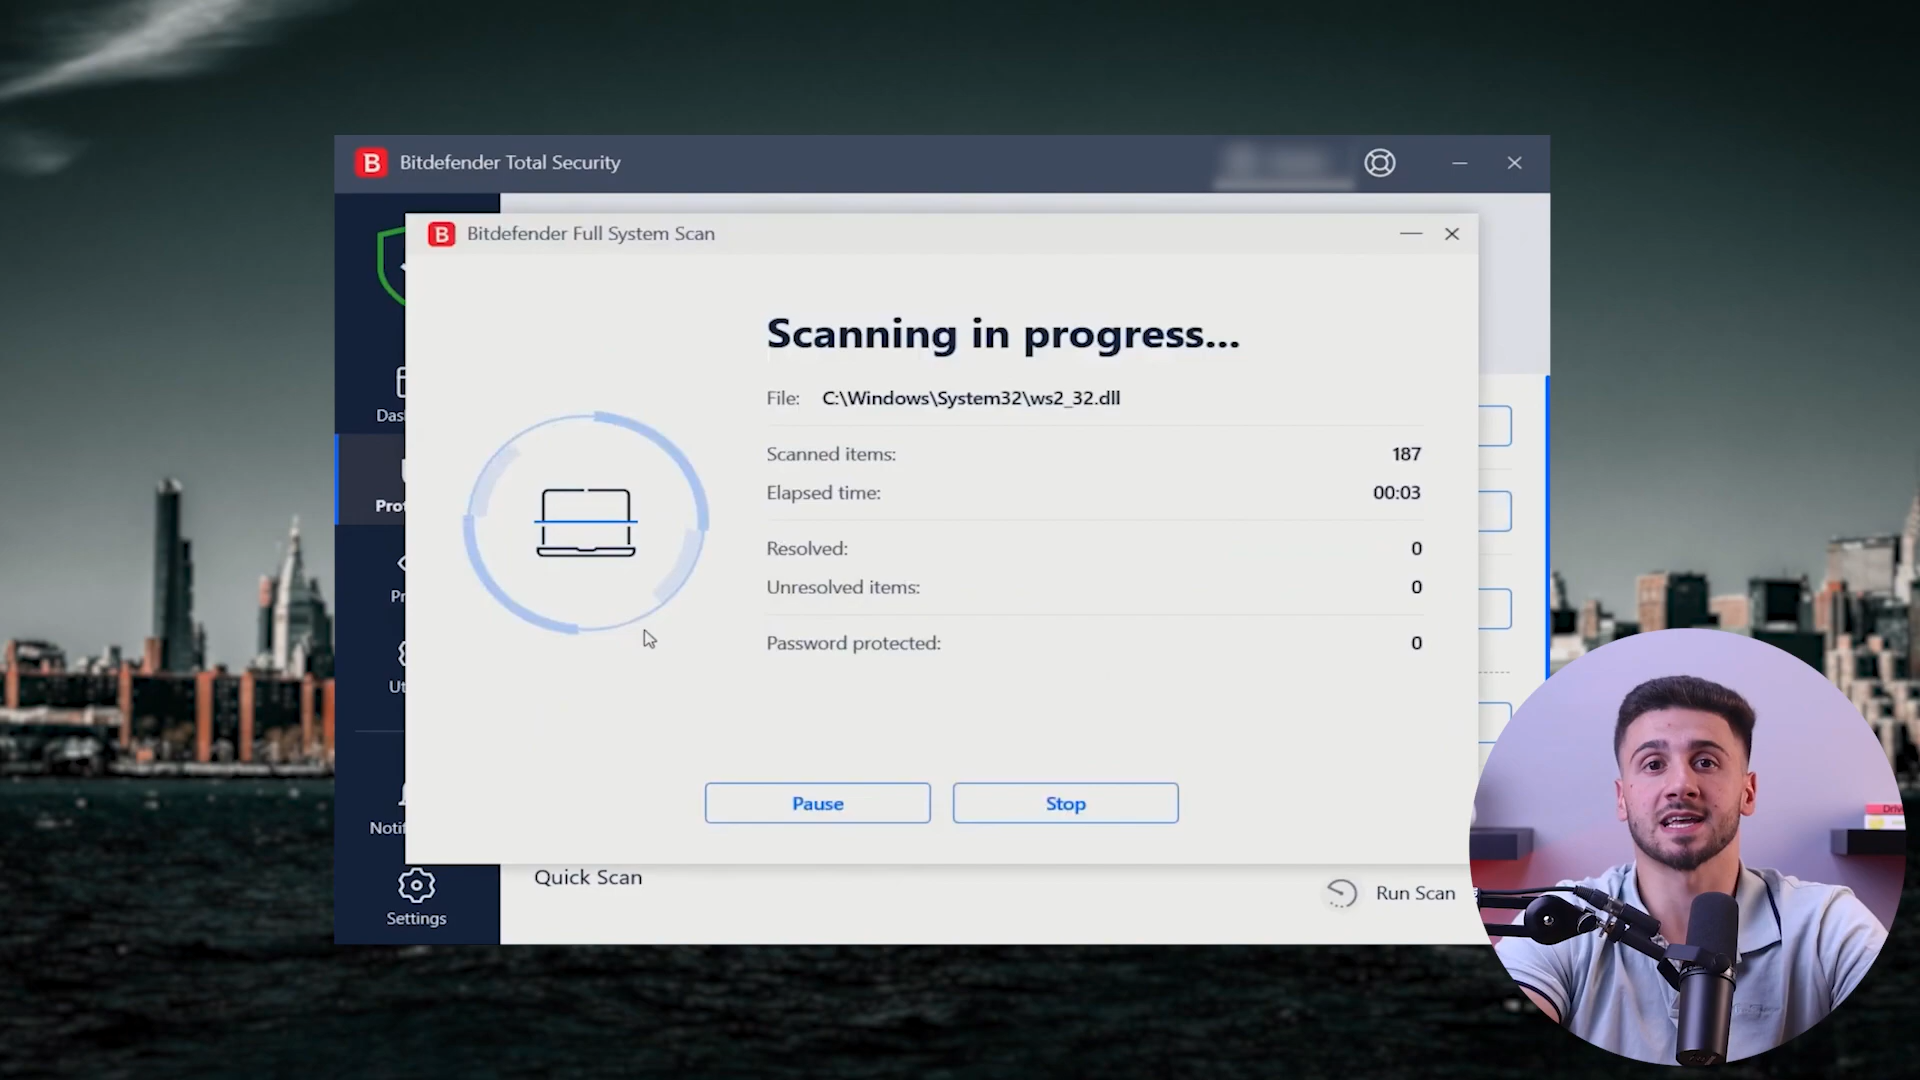 B Bitdefender Total Security
B Bitdefender Full System Scan
Scanning in progress...
File: C:\Windows\System32\ws2_32.dll
Scanned items: 187
Elapsed time: 00:03
Resolved: 0
Unresolved items: 0
Password protected: 0
Pause Stop
Quick Scan
Run Scan
Settings